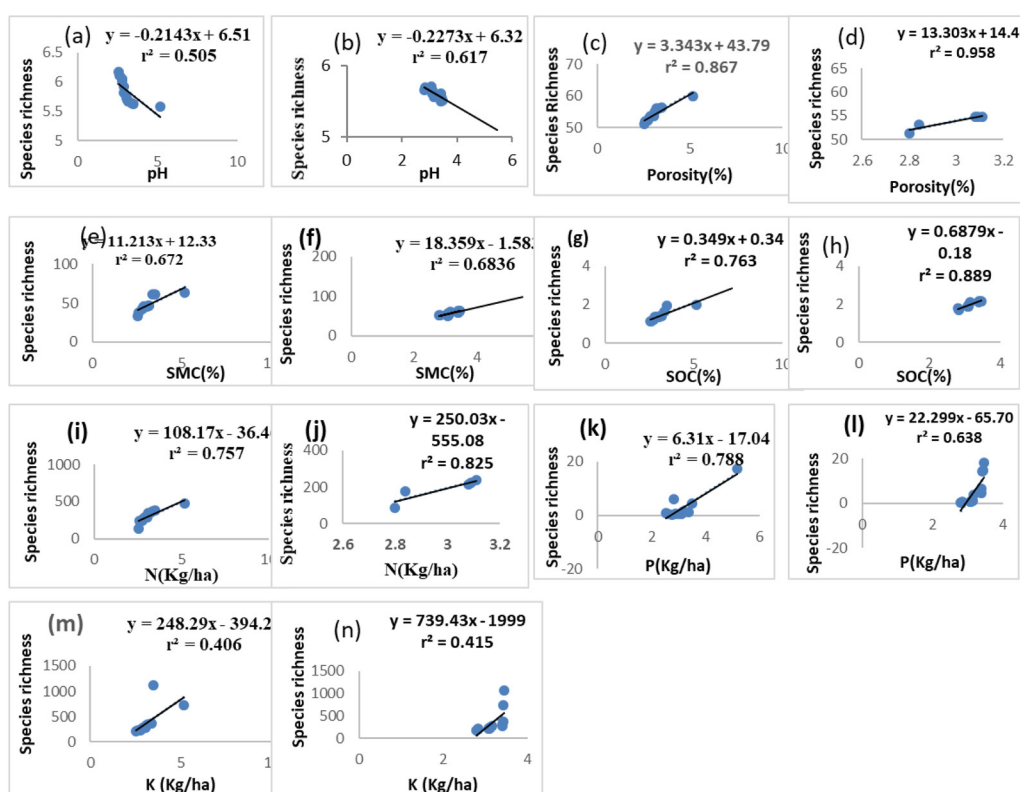 (a) y = -0.2143x + 6.51
r² = 0.505
Species richness
6.5
6
5.5
5
0 5 10
pH
(b) y = -0.2273x + 6.32
r² = 0.617
Species richness
6
5.5
5
0 2 4 6
pH
(c) y = 3.343x + 43.79
r² = 0.867
Species Richness
70
60
50
0 5 10
Porosity(%)
(d) y = 13.303x + 14.4
r² = 0.958
Species Richness
65
60
55
50
2.6 2.8 3 3.2
Porosity(%)
(e) y = 11.213x + 12.33
r² = 0.672
Species richness
100
50
0
0 5 10
SMC(%)
(f) y = 18.359x - 1.58
r² = 0.6836
Species richness
200
100
0
0 2 4
SMC(%)
(g) y = 0.349x + 0.34
r² = 0.763
Species richness
4
2
0
0 5 10
SOC(%)
(h) y = 0.6879x -
0.18
r² = 0.889
Species richness
4
2
0
0 2 4
SOC(%)
(i) y = 108.17x - 36.4
r² = 0.757
Species richness
1000
500
0
0 5 10
N(Kg/ha)
(j) y = 250.03x -
555.08
r² = 0.825
Species richness
400
200
0
2.6 2.8 3 3.2
N(Kg/ha)
(k) y = 6.31x - 17.04
r² = 0.788
Species richness
20
0
-20
0 2 4 6
P(Kg/ha)
(l) y = 22.299x - 65.70
r² = 0.638
Species richness
20
0
-20
0 2 4
P(Kg/ha)
(m) y = 248.29x - 394.2
r² = 0.406
Species richness
1500
1000
500
0
0 5 10
K (Kg/ha)
(n) y = 739.43x - 1999
r² = 0.415
Species richness
1500
1000
500
0
0 2 4
K (Kg/ha)